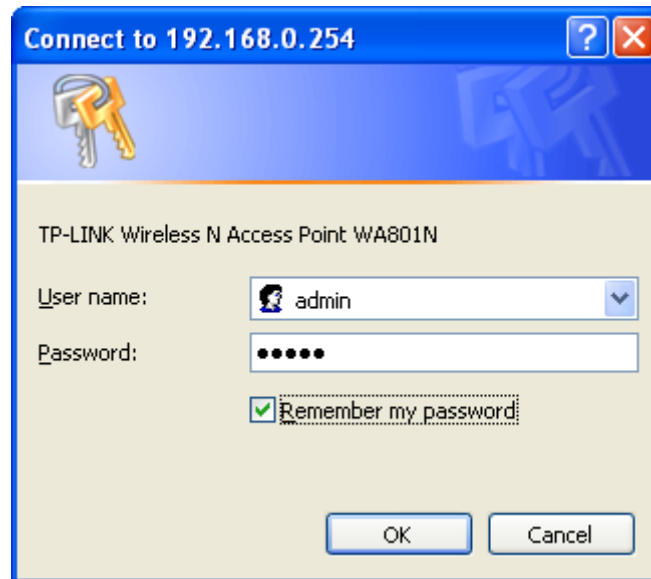 Connect to 192.168.0.254
TP-LINK Wireless N Access Point WA801N
User name:
admin
Password:
•••••
Remember my password
OK
Cancel